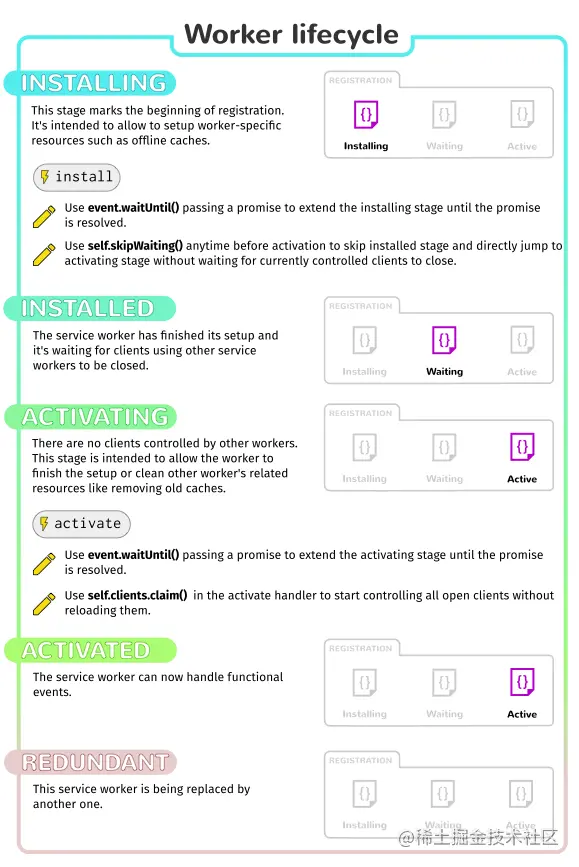 Worker lifecycle
INSTALLING
This stage marks the beginning of registration.
It's intended to allow to setup worker-specific
resources such as offline caches.
REGISTRATION
{}
{}
{}
Installing
Waiting
Active
install
Use event.waitUntil() passing a promise to extend the installing stage until the promise
is resolved.
Use self.skipWaiting() anytime before activation to skip installed stage and directly jump to
activating stage without waiting for currently controlled clients to close.
INSTALLED
The service worker has finished its setup and
it's waiting for clients using other service
workers to be closed.
REGISTRATION
{}
{}
{}
Installing
Waiting
Active
ACTIVATING
There are no clients controlled by other workers.
This stage is intended to allow the worker to
finish the setup or clean other worker's related
resources like removing old caches.
REGISTRATION
{}
{}
{}
Installing
Waiting
Active
activate
Use event.waitUntil() passing a promise to extend the activating stage until the promise
is resolved.
Use self.clients.claim() in the activate handler to start controlling all open clients without
reloading them.
ACTIVATED
The service worker can now handle functional
events.
REGISTRATION
{}
{}
{}
Installing
Waiting
Active
REDUNDANT
This service worker is being replaced by
another one.
REGISTRATION
{}
{}
{}
Installing
Waiting
Active
@稀土掘金技术社区